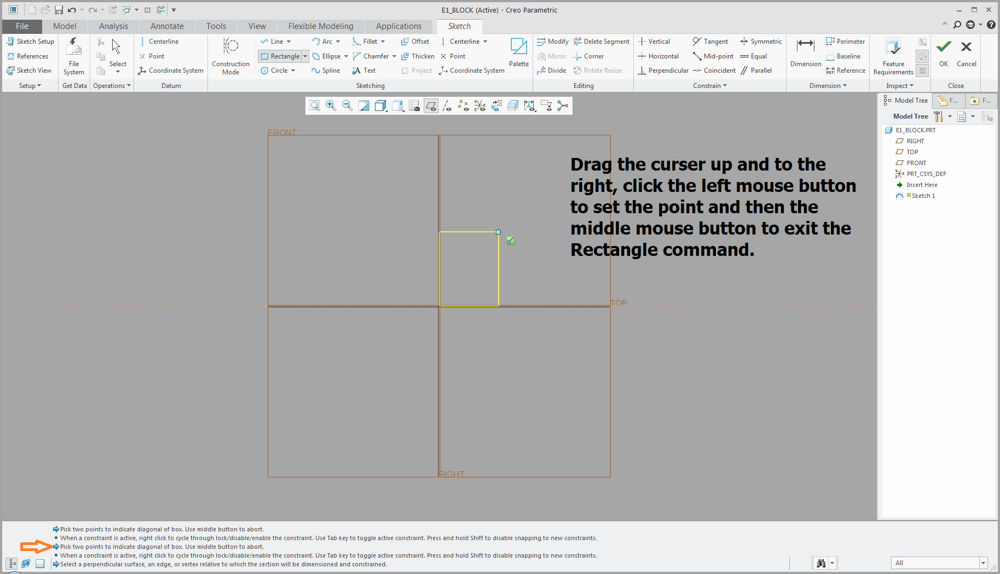 E1_BLOCK (Active) - Creo Parametric
File Model Analysis Annotate Tools View Flexible Modeling Applications Sketch
Sketch Setup
References
Sketch View
Setup
File
System
Get Data
Select
Operations
Centerline
Point
Coordinate System
Datum
Construction
Mode
Line Arc Fillet Offset Centerline
Rectangle Ellipse Chamfer Thicken Point
Circle Spline Text Project Coordinate System
Palette
Sketching
Modify Delete Segment
Mirror Corner
Divide Rotate Resize
Editing
Vertical Tangent Symmetric
Horizontal Mid-point Equal
Perpendicular Coincident Parallel
Constrain
Dimension
Perimeter
Baseline
REF Reference
Dimension
Feature
Requirements
Inspect
OK Cancel
Close
Model Tree F... F...
Model Tree
E1_BLOCK.PRT
RIGHT
TOP
FRONT
PRT_CSYS_DEF
Insert Here
Sketch 1
FRONT
TOP
RIGHT
Drag the curser up and to the
right, click the left mouse button
to set the point and then the
middle mouse button to exit the
Rectangle command.
Pick two points to indicate diagonal of box. Use middle button to abort.
When a constraint is active, right click to cycle through lock/disable/enable the constraint. Use Tab key to toggle active constraint. Press and hold Shift to disable snapping to new constraints.
Pick two points to indicate diagonal of box. Use middle button to abort.
When a constraint is active, right click to cycle through lock/disable/enable the constraint. Use Tab key to toggle active constraint. Press and hold Shift to disable snapping to new constraints.
Select a perpendicular surface, an edge, or vertex relative to which the section will be dimensioned and constrained.
All